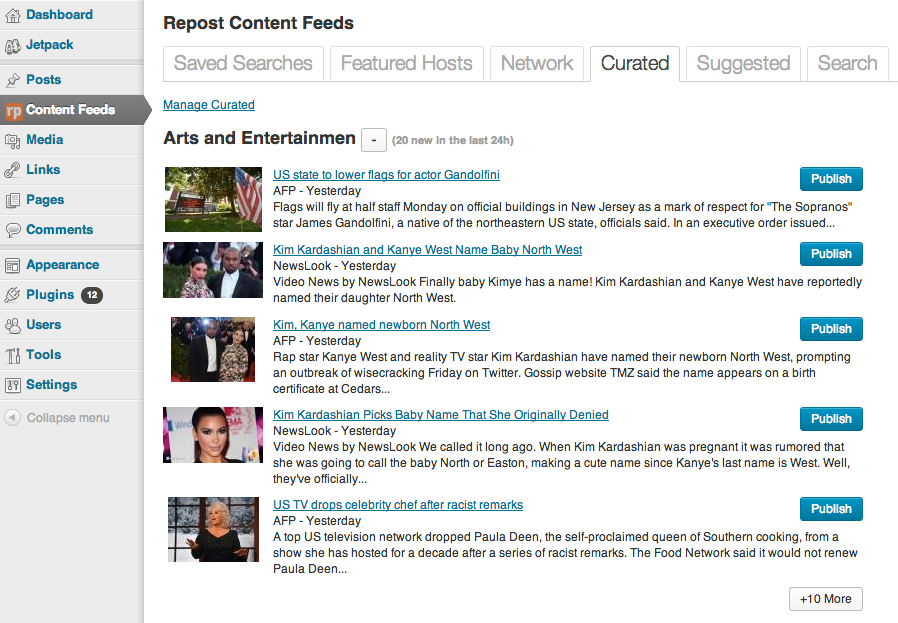 Dashboard
Jetpack
Posts
rp Content Feeds
Media
Links
Pages
Comments
Appearance
Plugins 12
Users
Tools
Settings
Collapse menu
Repost Content Feeds
Saved Searches Featured Hosts Network Curated Suggested Search
Manage Curated
Arts and Entertainmen - (20 new in the last 24h)
US state to lower flags for actor Gandolfini
Publish
AFP - Yesterday
Flags will fly at half staff Monday on official buildings in New Jersey as a mark of respect for "The Sopranos"
star James Gandolfini, a native of the northeastern US state, officials said. In an executive order issued...
Kim Kardashian and Kanye West Name Baby North West
Publish
NewsLook - Yesterday
Video News by NewsLook Finally baby Kimye has a name! Kim Kardashian and Kanye West have reportedly
named their daughter North West.
Kim, Kanye named newborn North West
Publish
AFP - Yesterday
Rap star Kanye West and reality TV star Kim Kardashian have named their newborn North West, prompting
an outbreak of wisecracking Friday on Twitter. Gossip website TMZ said the name appears on a birth
certificate at Cedars...
Kim Kardashian Picks Baby Name That She Originally Denied
Publish
NewsLook - Yesterday
Video News by NewsLook We called it long ago. When Kim Kardashian was pregnant it was rumored that
she was going to call the baby North or Easton, making a cute name since Kanye's last name is West. Well,
they've officially...
US TV drops celebrity chef after racist remarks
Publish
AFP - Yesterday
A top US television network dropped Paula Deen, the self-proclaimed queen of Southern cooking, from a
show she has hosted for a decade after a series of racist remarks. The Food Network said it would not renew
Paula Deen...
+10 More